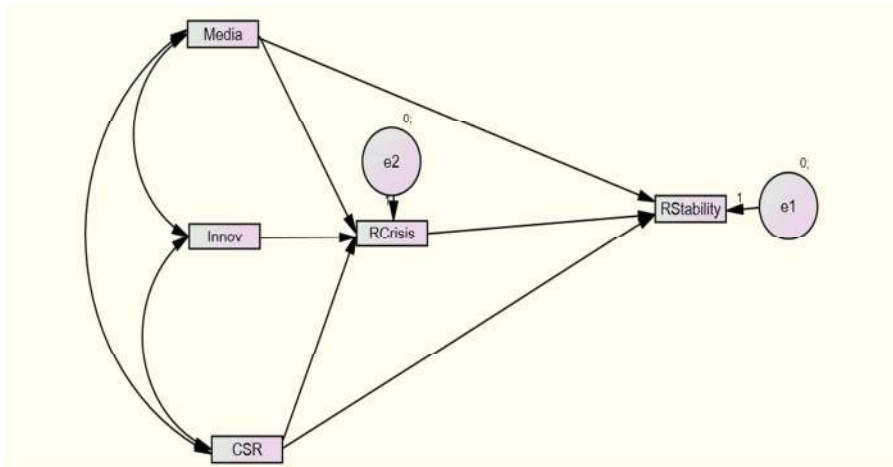 Media
0;
e2
0;
1
RStability
e1
Innov
RCrisis
CSR